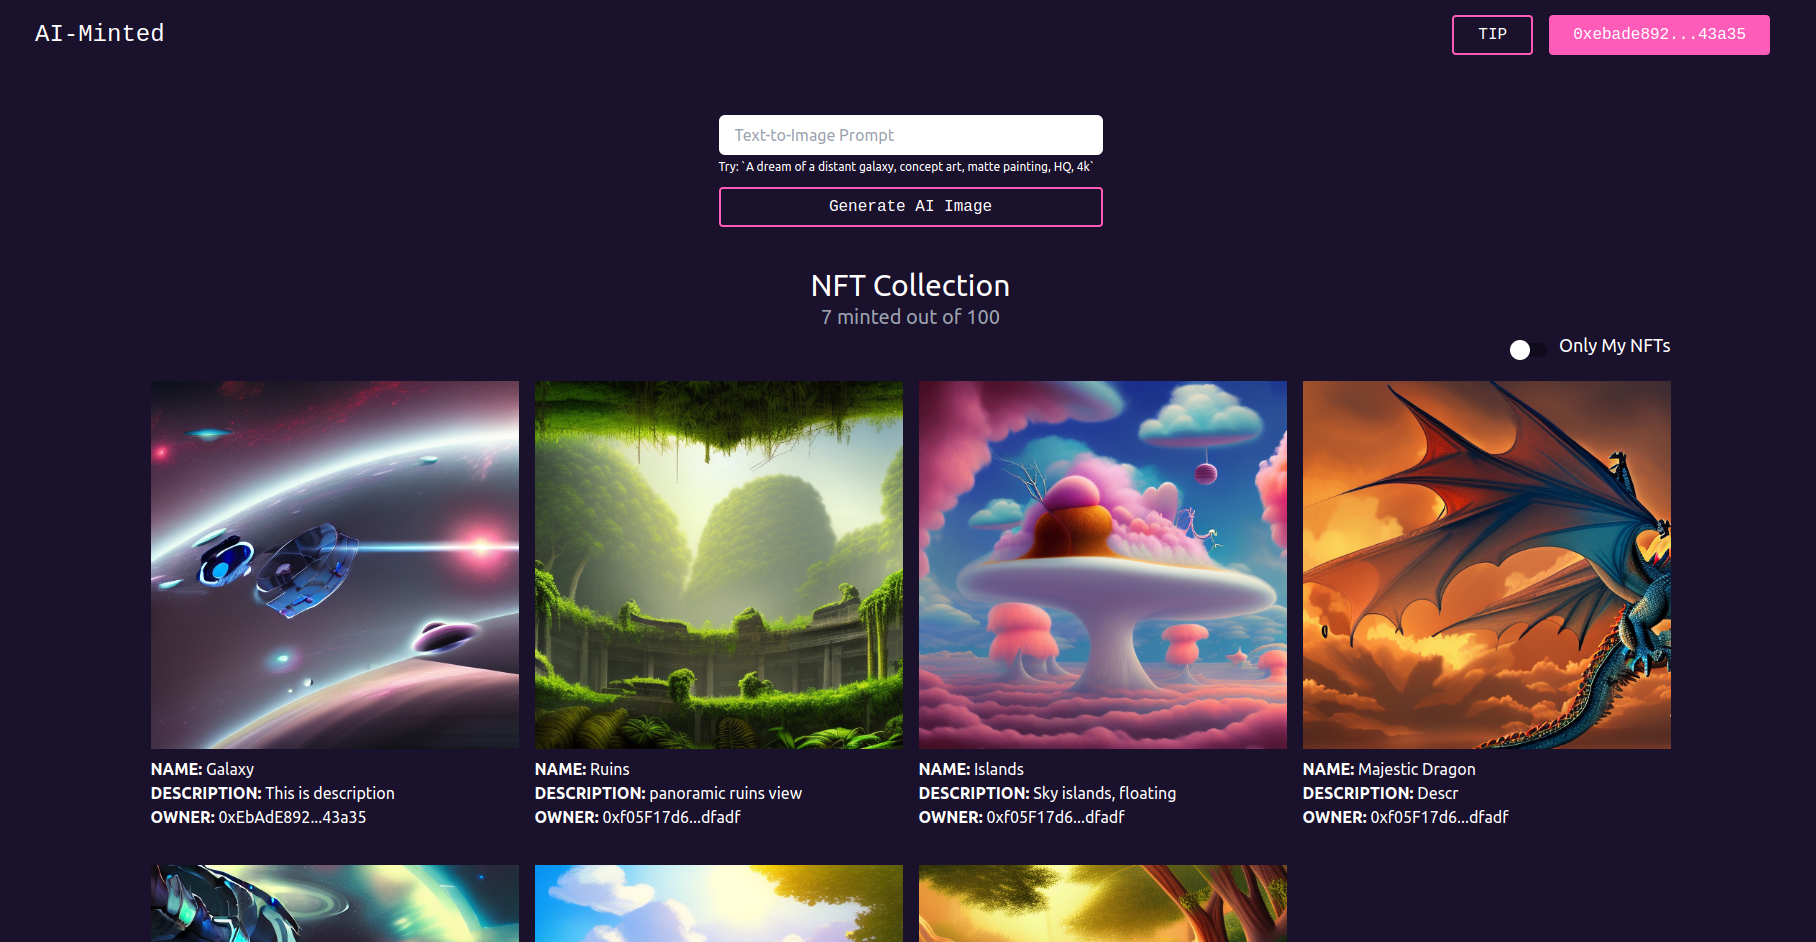 AI-Minted
TIP
0xebade892...43a35
Text-to-Image Prompt
Try: `A dream of a distant galaxy, concept art, matte painting, HQ, 4k`
Generate AI Image
NFT Collection
7 minted out of 100
Only My NFTs
NAME: Galaxy
DESCRIPTION: This is description
OWNER: 0xEbAdE892...43a35
NAME: Ruins
DESCRIPTION: panoramic ruins view
OWNER: 0xf05F17d6...dfadf
NAME: Islands
DESCRIPTION: Sky islands, floating
OWNER: 0xf05F17d6...dfadf
NAME: Majestic Dragon
DESCRIPTION: Descr
OWNER: 0xf05F17d6...dfadf